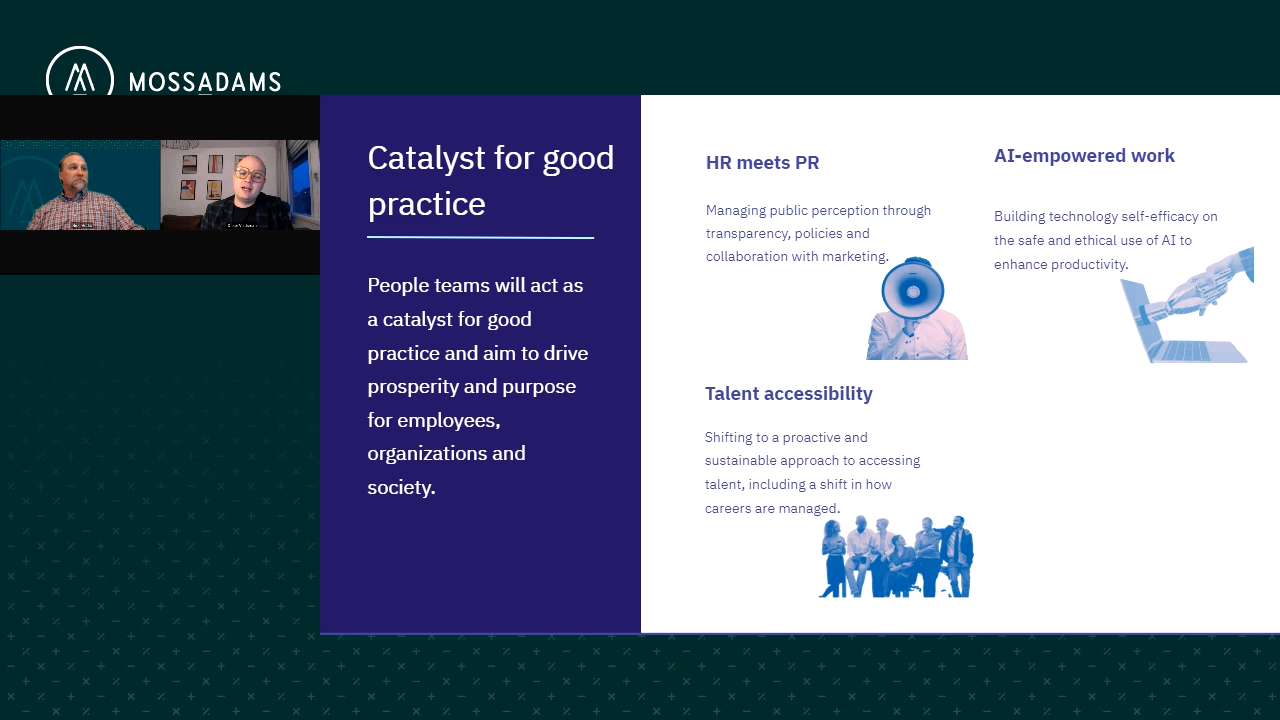 MOSSADAMS
Catalyst for good
practice
People teams will act as
a catalyst for good
practice and aim to drive
prosperity and purpose
for employees,
organizations and
society.
HR meets PR
Managing public perception through
transparency, policies and
collaboration with marketing.
AI-empowered work
Building technology self-efficacy on
the safe and ethical use of AI to
enhance productivity.
Talent accessibility
Shifting to a proactive and
sustainable approach to accessing
talent, including a shift in how
careers are managed.